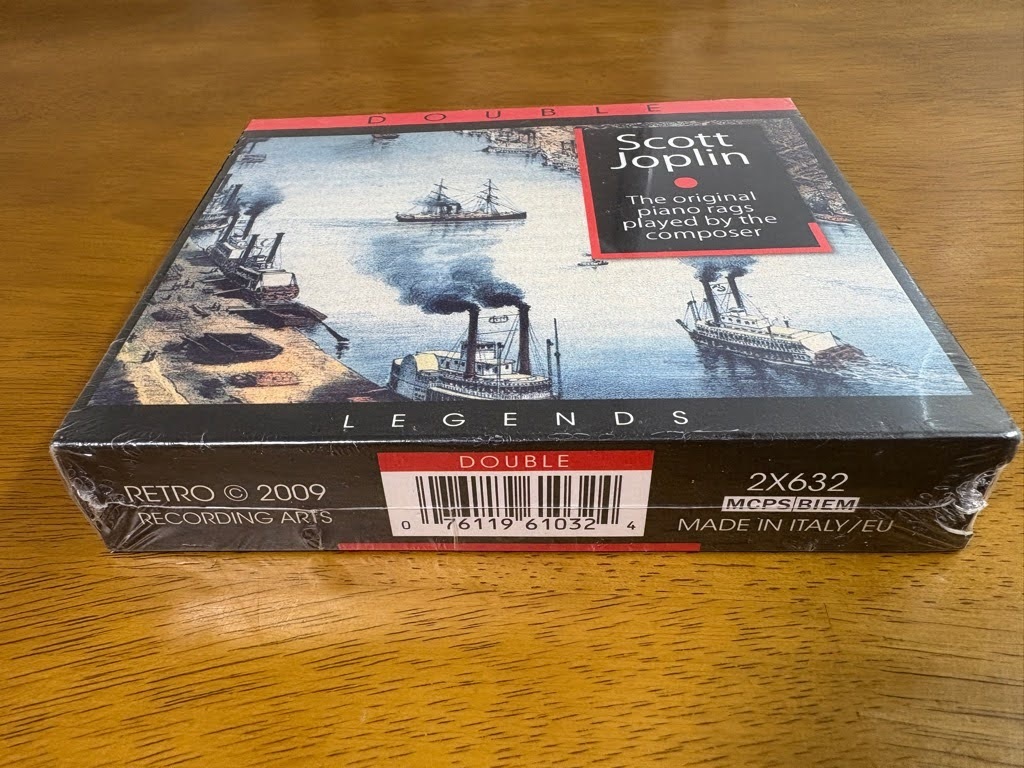 DOUBLE
Scott
Joplin
The original
piano rags
played by the
composer
LEGENDS
DOUBLE
0 76119 61032 4
RETRO © 2009
RECORDING ARTS
2X632
MCPS BIEM
MADE IN ITALY/EU